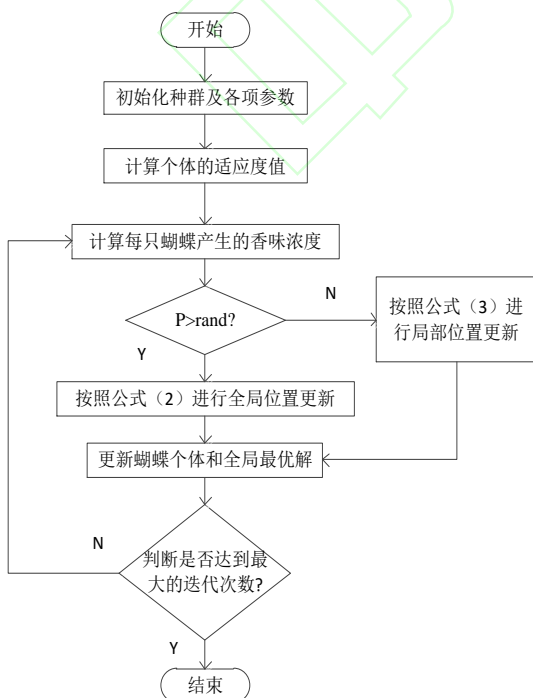 开始
初始化种群及各项参数
计算个体的适应度值
计算每只蝴蝶产生的香味浓度
P>rand?
N
按照公式（3）进
行局部位置更新
Y
按照公式（2）进行全局位置更新
更新蝴蝶个体和全局最优解
N
判断是否达到最
大的迭代次数?
Y
结束